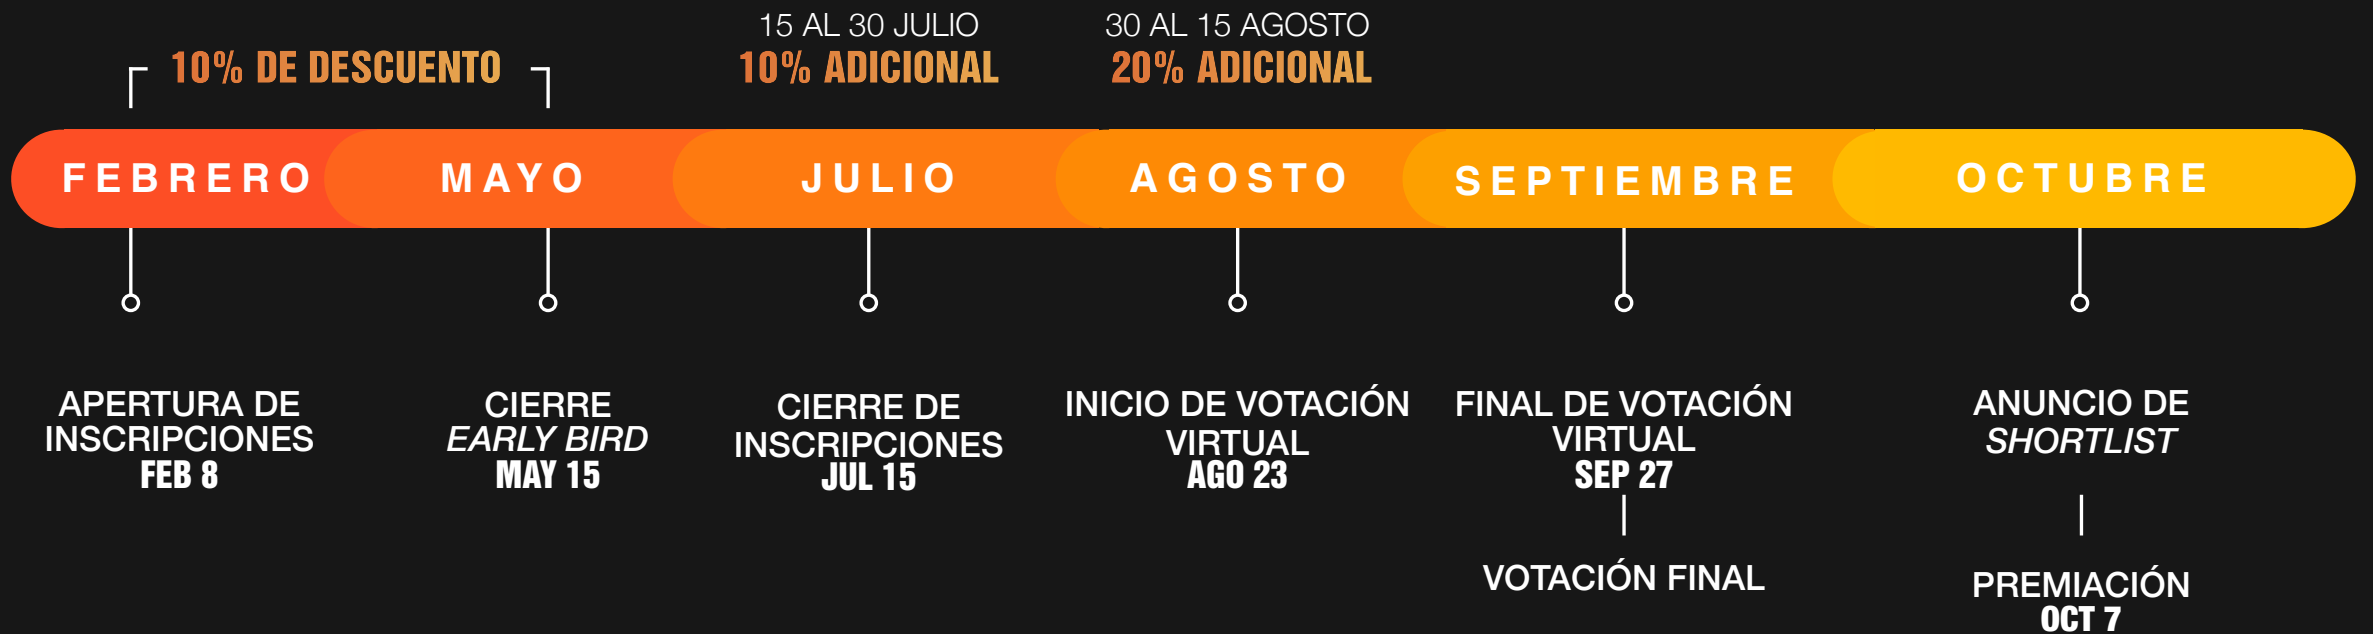 10% DE DESCUENTO
15 AL 30 JULIO
10% ADICIONAL
30 AL 15 AGOSTO
20% ADICIONAL
FEBRERO
MAYO
JULIO
AGOSTO
SEPTIEMBRE
OCTUBRE
APERTURA DE
INSCRIPCIONES
FEB 8
CIERRE
EARLY BIRD
MAY 15
CIERRE DE
INSCRIPCIONES
JUL 15
INICIO DE VOTACIÓN
VIRTUAL
AGO 23
FINAL DE VOTACIÓN
VIRTUAL
SEP 27
VOTACIÓN FINAL
ANUNCIO DE
SHORTLIST
PREMIACIÓN
OCT 7